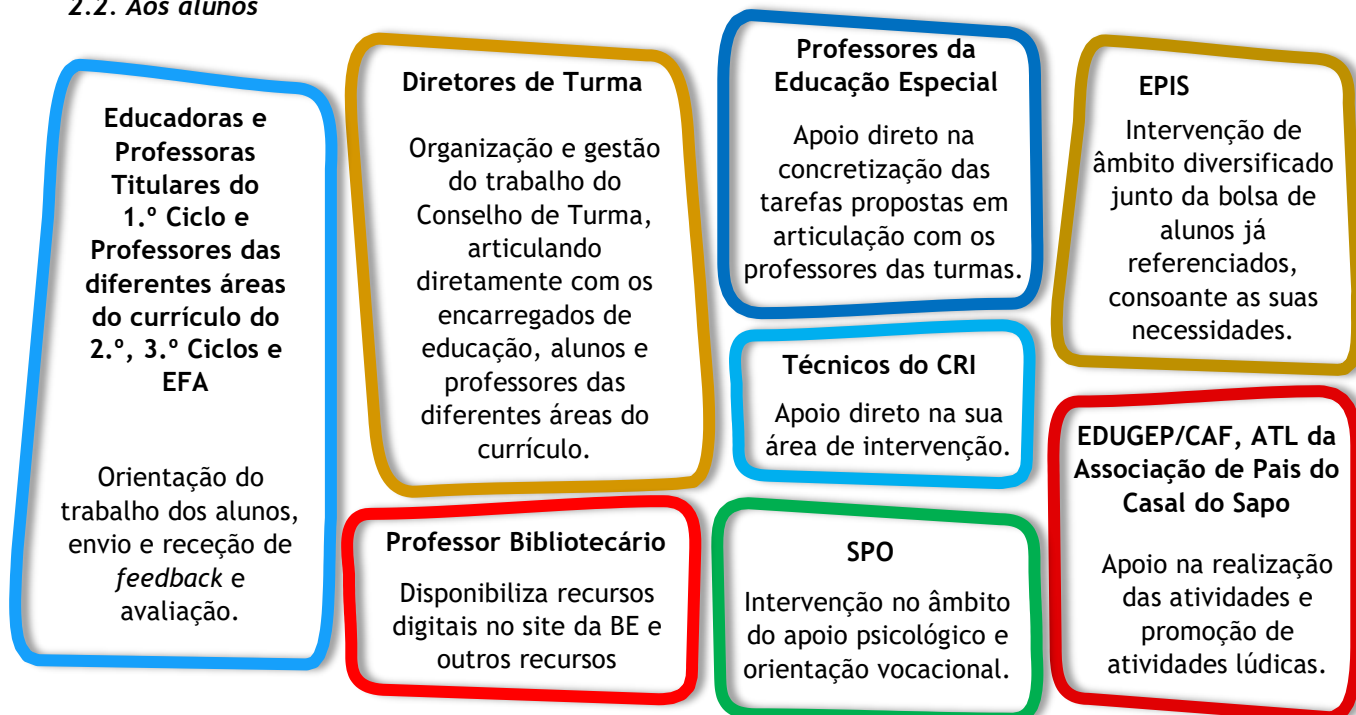 2.2. Aos alunos
Educadoras e
Professoras
Titulares do
1.º Ciclo e
Professores das
diferentes áreas
do currículo do
2.º, 3.º Ciclos e
EFA
Orientação do
trabalho dos alunos,
envio e receção de
feedback e
avaliação.
Diretores de Turma
Organização e gestão
do trabalho do
Conselho de Turma,
articulando
diretamente com os
encarregados de
educação, alunos e
professores das
diferentes áreas do
currículo.
Professor Bibliotecário
Disponibiliza recursos
digitais no site da BE e
outros recursos
Professores da
Educação Especial
Apoio direto na
concretização das
tarefas propostas em
articulação com os
professores das turmas.
Técnicos do CRI
Apoio direto na sua
área de intervenção.
SPO
Intervenção no âmbito
do apoio psicológico e
orientação vocacional.
EPIS
Intervenção de
âmbito diversificado
junto da bolsa de
alunos já
referenciados,
consoante as suas
necessidades.
EDUGEP/CAF, ATL da
Associação de Pais do
Casal do Sapo
Apoio na realização
das atividades e
promoção de
atividades lúdicas.